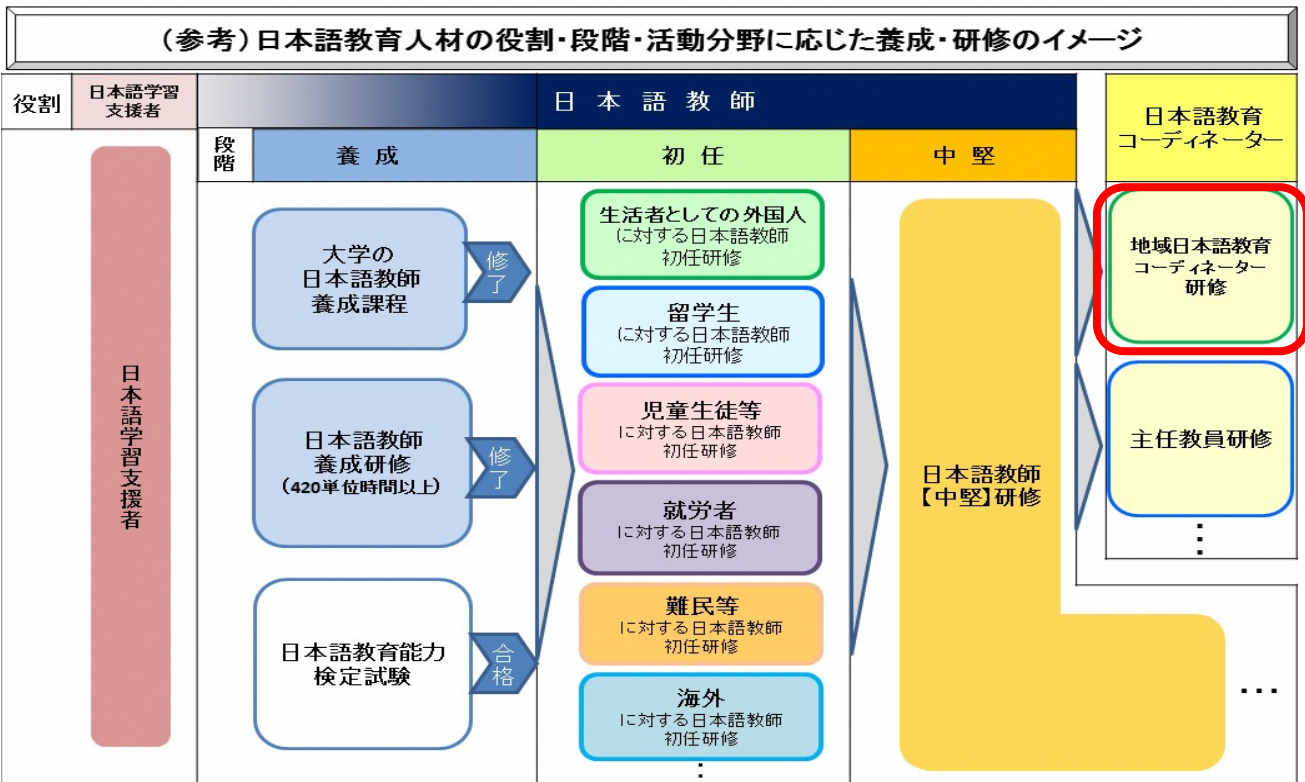 (参考)日本語教育人材の役割・段階・活動分野に応じた養成・研修のイメージ
役割
日本語学習
支援者
日本語教師
日本語教育
コーディネーター
段階
養成
初任
中堅
日本語学習支援者
大学の
日本語教師
養成課程
修了
日本語教師
養成研修
(420単位時間以上)
修了
日本語教育能力
検定試験
合格
生活者としての外国人
に対する日本語教師
初任研修
留学生
に対する日本語教師
初任研修
児童生徒等
に対する日本語教師
初任研修
就労者
に対する日本語教師
初任研修
難民等
に対する日本語教師
初任研修
海外
に対する日本語教師
初任研修
⋮
日本語教師
【中堅】研修
地域日本語教育
コーディネーター
研修
主任教員研修
⋮
…